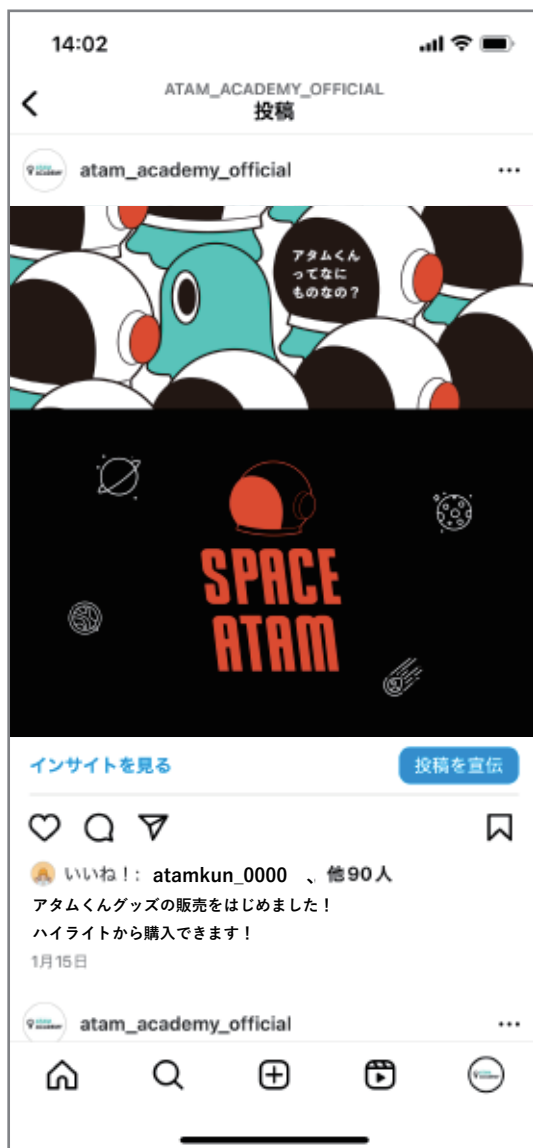 14:02
ATAM_ACADEMY_OFFICIAL
投稿
atam_academy_official
アタムくん
ってなに
ものなの？
SPACE
ATAM
インサイトを見る
投稿を宣伝
いいね！: atamkun_0000 、他90人
アタムくんグッズの販売をはじめました！
ハイライトから購入できます！
1月15日
atam_academy_official